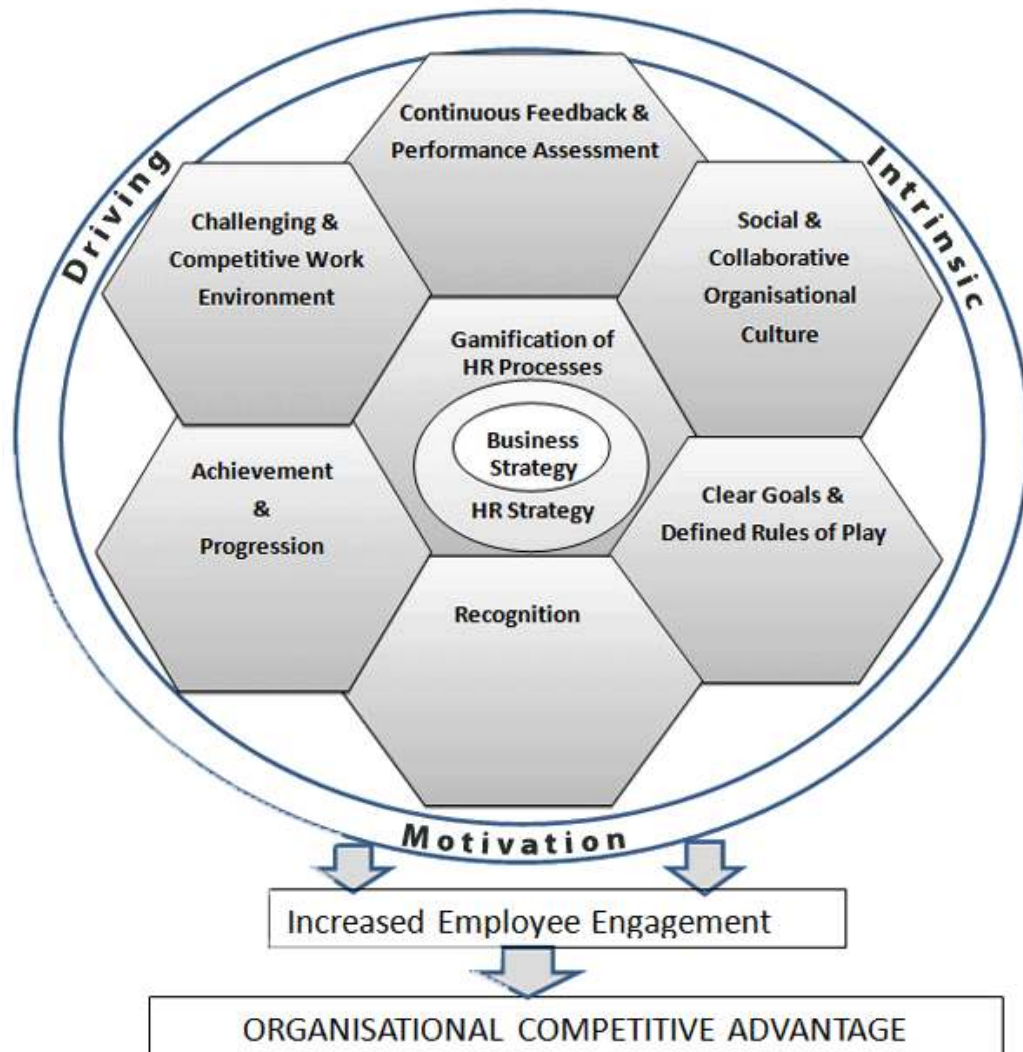 Continuous Feedback &
Performance Assessment
Driving
Intrinsic
Challenging &
Competitive Work
Environment
Social &
Collaborative
Organisational
Culture
Gamification of
HR Processes
Business
Strategy
HR Strategy
Achievement
&
Progression
Clear Goals &
Defined Rules of Play
Recognition
Motivation
Increased Employee Engagement
ORGANISATIONAL COMPETITIVE ADVANTAGE